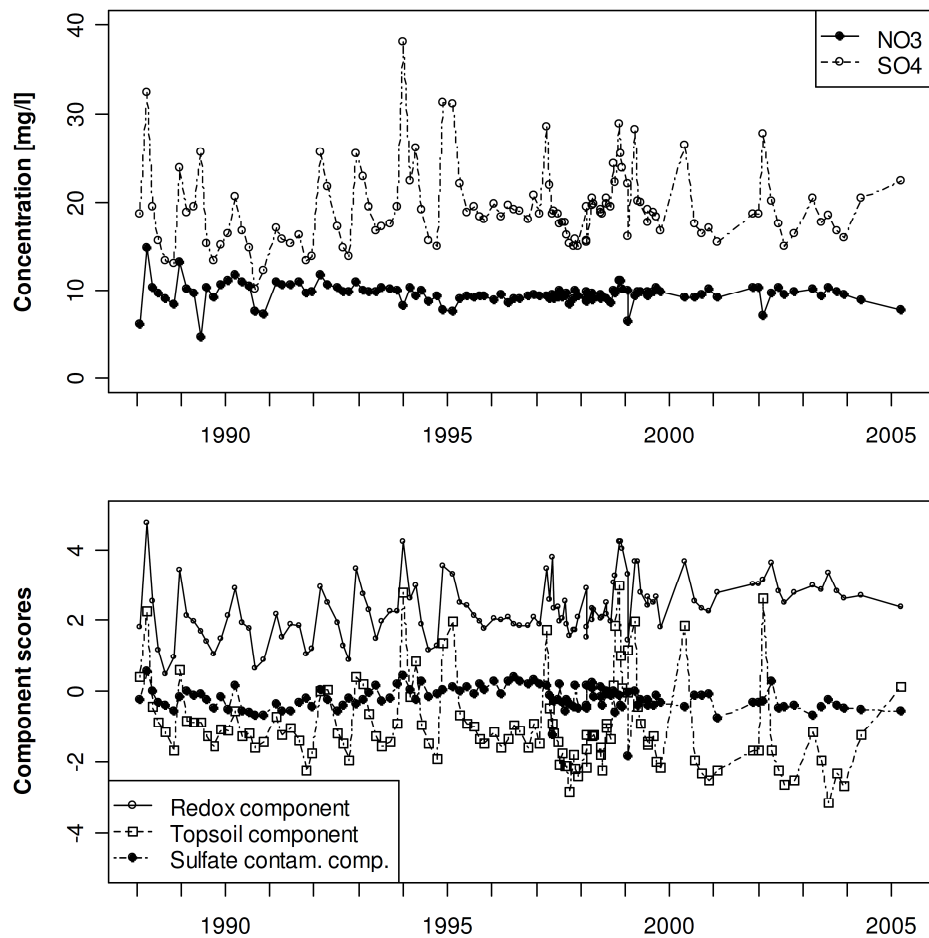 Concentration [mg/l]
40
30
20
10
0
NO3
SO4
1990
1995
2000
2005
Component scores
4
2
0
-2
-4
Redox component
Topsoil component
Sulfate contam. comp.
1990
1995
2000
2005